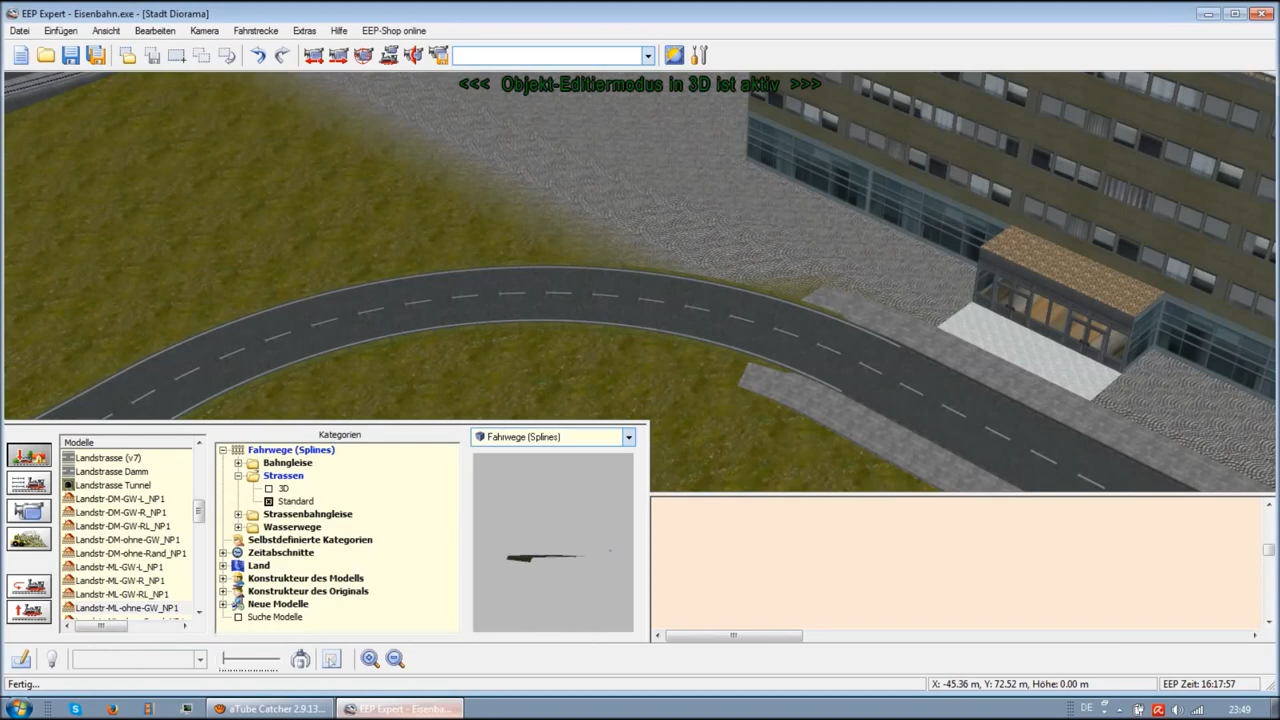 EEP Expert - Eisenbahn.exe - [Stadt Diorama]
Datei Einfügen Ansicht Bearbeiten Kamera Fahrstrecke Extras Hilfe EEP-Shop online
<<< Objekt-Editiermodus in 3D ist aktiv >>>
Modelle
Landstrasse (v7)
Landstrasse Damm
Landstrasse Tunnel
Landstr-DM-GW-L_NP1
Landstr-DM-GW-R_NP1
Landstr-DM-GW-RL_NP1
Landstr-DM-ohne-GW_NP1
Landstr-DM-ohne-Rand_NP1
Landstr-ML-GW-L_NP1
Landstr-ML-GW-R_NP1
Landstr-ML-GW-RL_NP1
Landstr-ML-ohne-GW_NP1
Kategorien
Fahrwege (Splines)
Bahngleise
Strassen
3D
Standard
Strassenbahngleise
Wasserwege
Selbstdefinierte Kategorien
Zeitabschnitte
Land
Konstrukteur des Modells
Konstrukteur des Originals
Neue Modelle
Suche Modelle
Fahrwege (Splines)
Fertig...
X: -45.36 m, Y: 72.52 m, Höhe: 0.00 m
EEP Zeit: 16:17:57
aTube Catcher 2.9.13...
EEP Expert - Eisenba...
DE
23:49